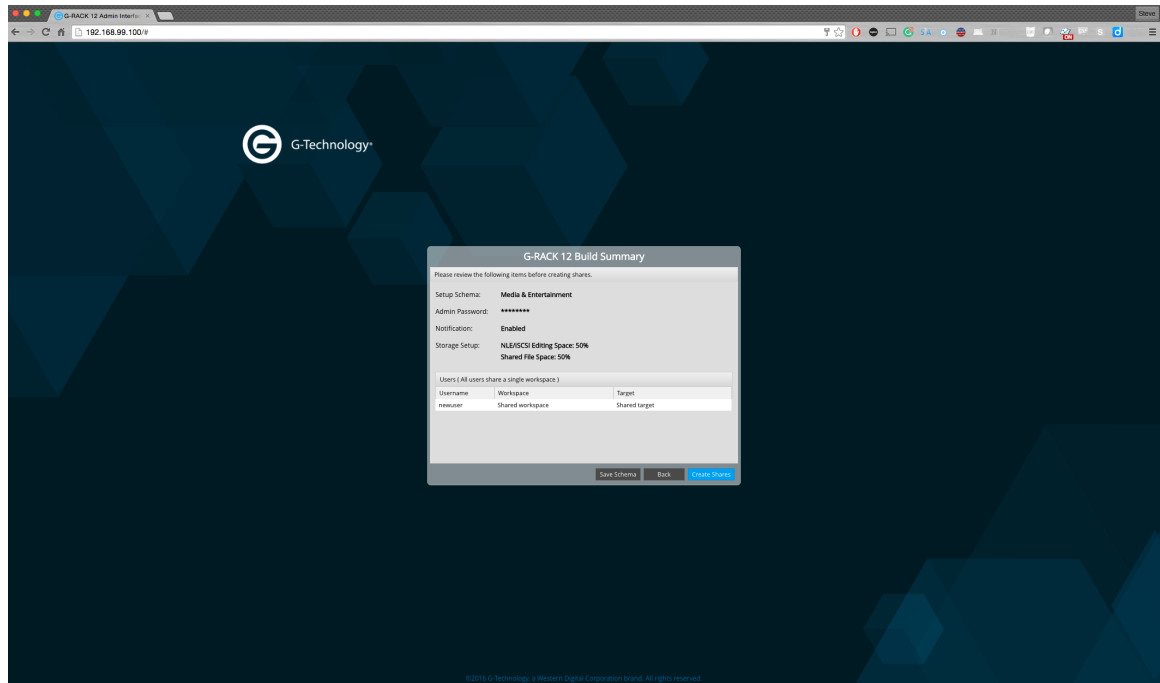 G-RACK 12 Admin Interfac
Steve
192.168.99.100/#
G-Technology®
G-RACK 12 Build Summary
Please review the following items before creating shares.
Setup Schema: Media & Entertainment
Admin Password: ********
Notification: Enabled
Storage Setup: NLE/ISCSI Editing Space: 50%
Shared File Space: 50%
Users ( All users share a single workspace )
Username Workspace Target
newuser Shared workspace Shared target
Save Schema Back Create Shares
©2016 G-Technology, a Western Digital Corporation brand. All rights reserved.